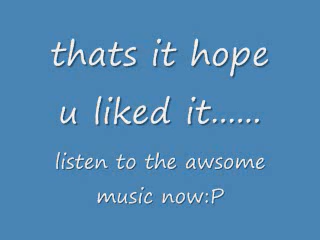 thats it hope
u liked it......
listen to the awsome
music now:P